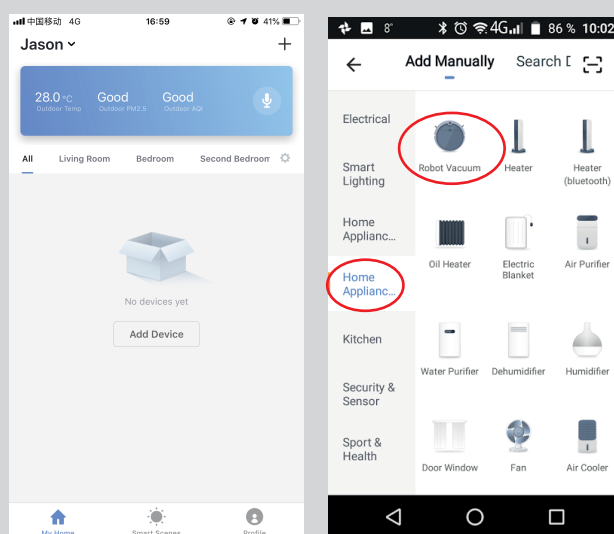 中国移动 4G 16:59 41%
Jason
28.0 °C Good Good
Outdoor Temp Outdoor PM2.5 Outdoor AQI
All Living Room Bedroom Second Bedroom
No devices yet
Add Device
My Home Smart Scenes Profile
8° 4G 86 % 10:02
Add Manually Search D
Electrical
Smart
Lighting
Home
Applianc...
Home
Applianc...
Kitchen
Security &
Sensor
Sport &
Health
Robot Vacuum Heater Heater
(bluetooth)
Oil Heater Electric
Blanket Air Purifier
Water Purifier Dehumidifier Humidifier
Door Window Fan Air Cooler